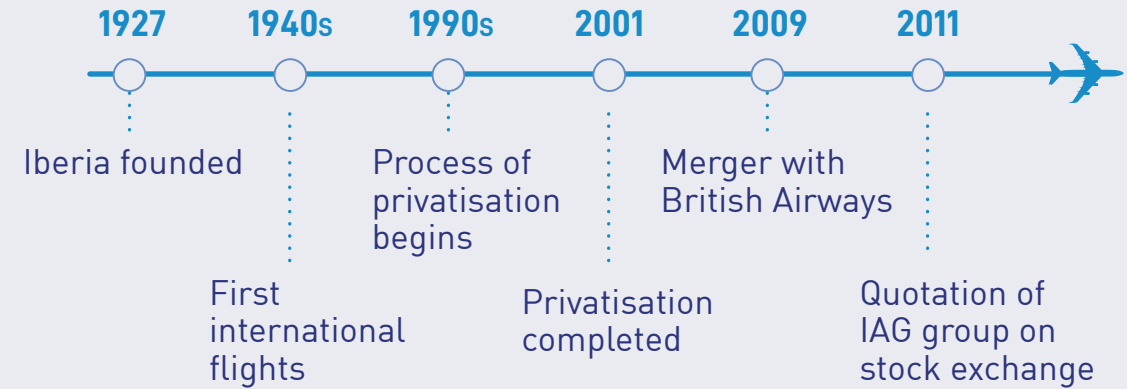 1927 1940s 1990s 2001 2009 2011
Iberia founded
First
international
flights
Process of
privatisation
begins
Privatisation
completed
Merger with
British Airways
Quotation of
IAG group on
stock exchange